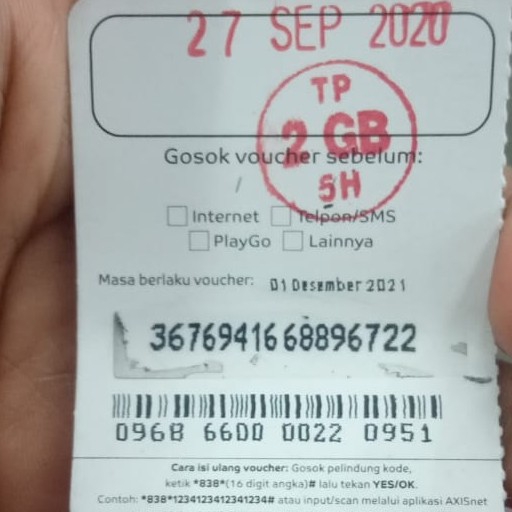 27 SEP 2020
TP
2 GB
Gosok voucher sebelum:
/
5H
Internet Telpon/SMS
PlayGo Lainnya
Masa berlaku voucher: 01 Desember 2021
3676941668896722
0968 6600 0022 0951
Cara isi ulang voucher: Gosok pelindung kode,
ketik *838*(16 digit angka)# lalu tekan YES/OK.
Contoh: *838*1234123412341234# atau input/scan melalui aplikasi AXISnet